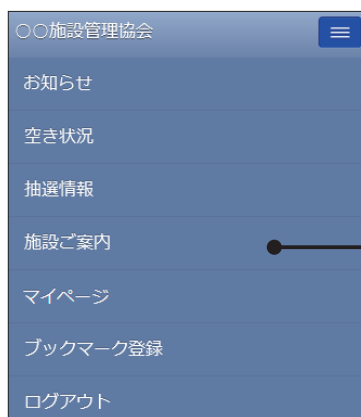 ○○施設管理協会
お知らせ
空き状況
抽選情報
施設ご案内
マイページ
ブックマーク登録
ログアウト